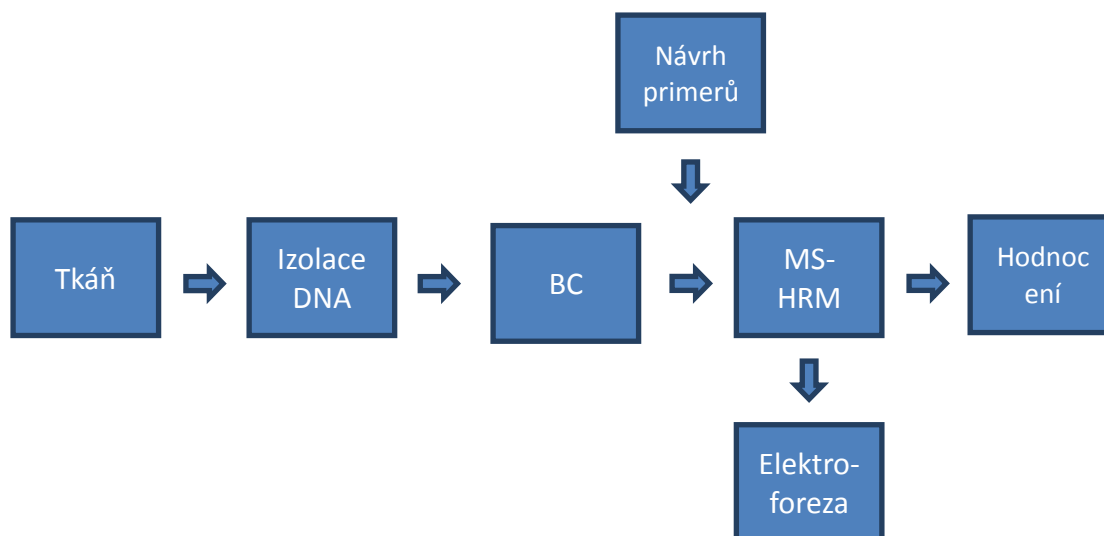 Návrh
primerů
Tkáň
Izolace
DNA
BC
MS-
HRM
Hodnoc
ení
Elektro-
foreza